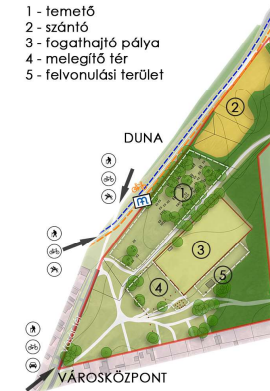 1 - temető
2 - szántó
3 - fogathajtó pálya
4 - melegítő tér
5 - felvonulási terület
2
DUNA
1
3
4
5
VÁROSKÖZPONT